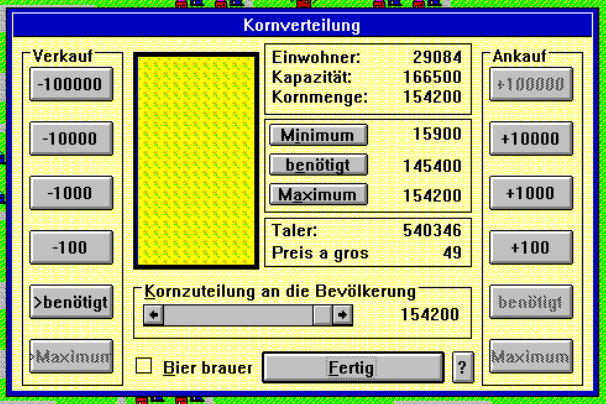 Kornverteilung
Verkauf
-100000
-10000
-1000
-100
>benötigt
>Maximum
Einwohner: 29084
Kapazität: 166500
Kornmenge: 154200
Minimum 15900
benötigt 145400
Maximum 154200
Taler: 540346
Preis a gros 49
Kornzuteilung an die Bevölkerung
154200
Bier brauen
Fertig
?
Ankauf
+100000
+10000
+1000
+100
benötigt
Maximum